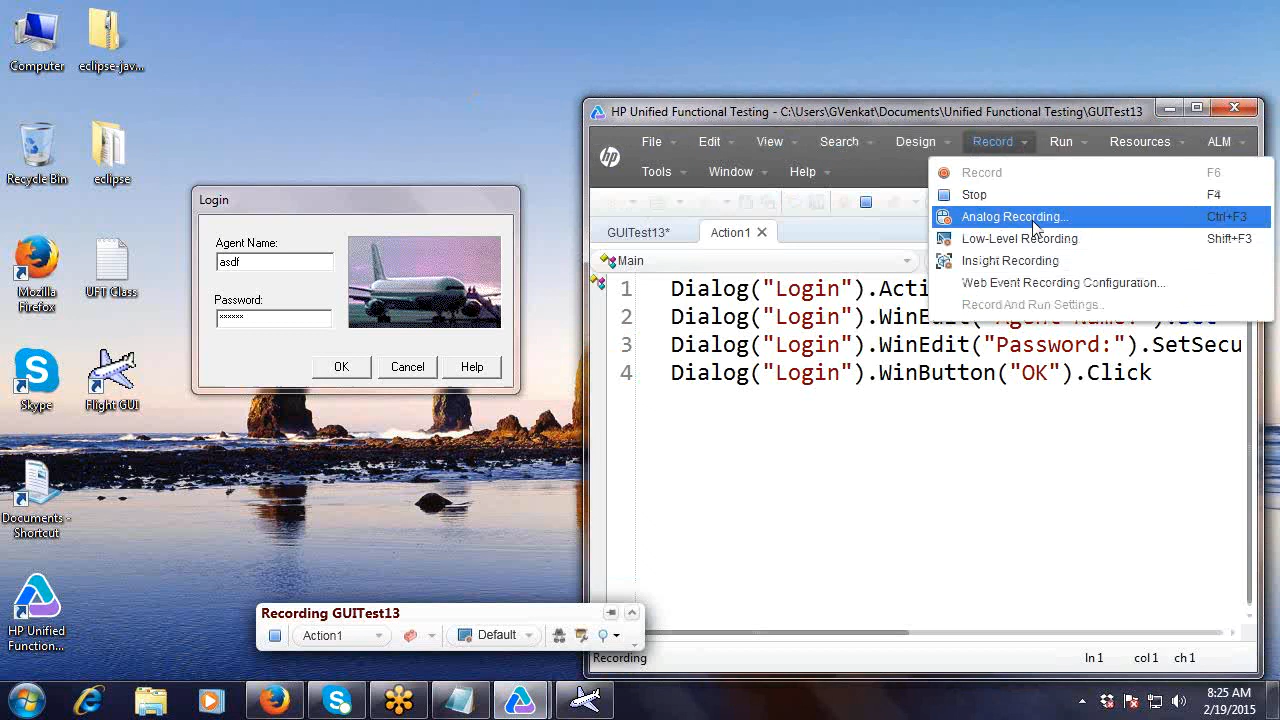 Computer
eclipse-jav...
Recycle Bin
eclipse
Mozilla
Firefox
UFT Class
Skype
Flight GUI
Documents -
Shortcut
HP Unified
Function...
Login
Agent Name:
asdf
Password:
xxxxxx
OK
Cancel
Help
HP Unified Functional Testing - C:\Users\GVenkat\Documents\Unified Functional Testing\GUITest13
hp
File
Edit
View
Search
Design
Record
Run
Resources
ALM
Tools
Window
Help
Record F6
Stop F4
Analog Recording... Ctrl+F3
Low-Level Recording Shift+F3
Insight Recording
Web Event Recording Configuration...
Record And Run Settings...
GUITest13*
Action1
Main
1 Dialog("Login").Acti
2 Dialog("Login").WinEdit("Agent Name:").Set
3 Dialog("Login").WinEdit("Password:").SetSecu
4 Dialog("Login").WinButton("OK").Click
Recording GUITest13
Action1
Default
Recording
ln 1 col 1 ch 1
8:25 AM
2/19/2015